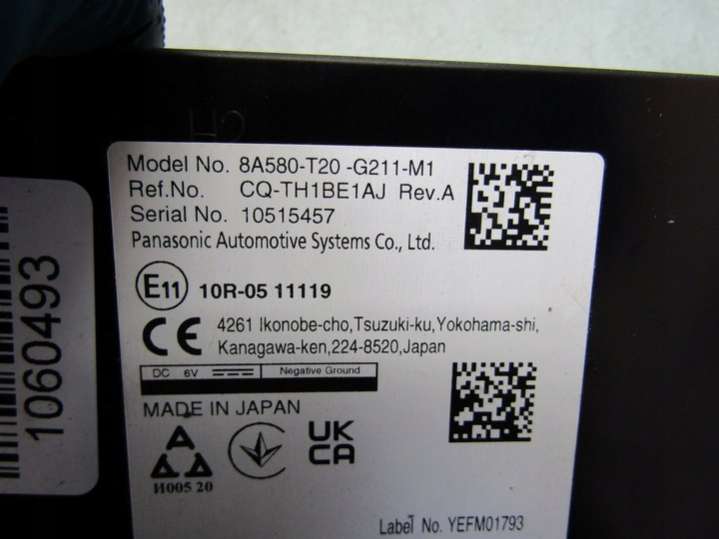 Model No. 8A580-T20 -G211-M1
Ref.No. CQ-TH1BE1AJ Rev.A
Serial No. 10515457
Panasonic Automotive Systems Co., Ltd.
E11 10R-05 11119
CE 4261 Ikonobe-cho,Tsuzuki-ku,Yokohama-shi,
Kanagawa-ken,224-8520,Japan
DC 6V Negative Ground
MADE IN JAPAN
UK
CA
H005 20
Label No. YEFM01793
1060493